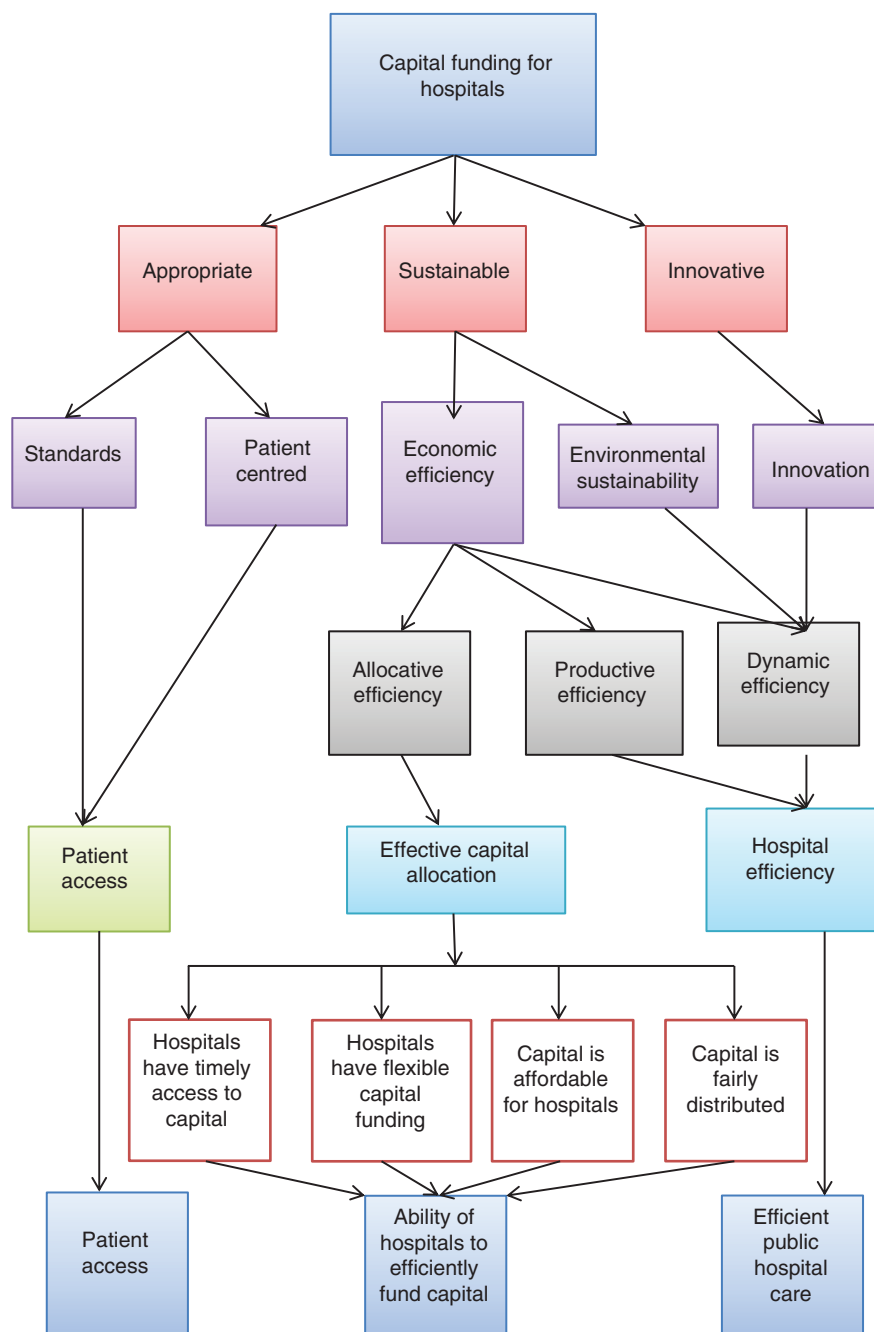 Capital funding for
hospitals
Appropriate
Sustainable
Innovative
Standards
Patient
centred
Economic
efficiency
Environmental
sustainability
Innovation
Allocative
efficiency
Productive
efficiency
Dynamic
efficiency
Patient
access
Effective capital
allocation
Hospital
efficiency
Hospitals
have timely
access to
capital
Hospitals
have flexible
capital
funding
Capital is
affordable
for hospitals
Capital is
fairly
distributed
Patient
access
Ability of
hospitals to
efficiently
fund capital
Efficient
public
hospital
care